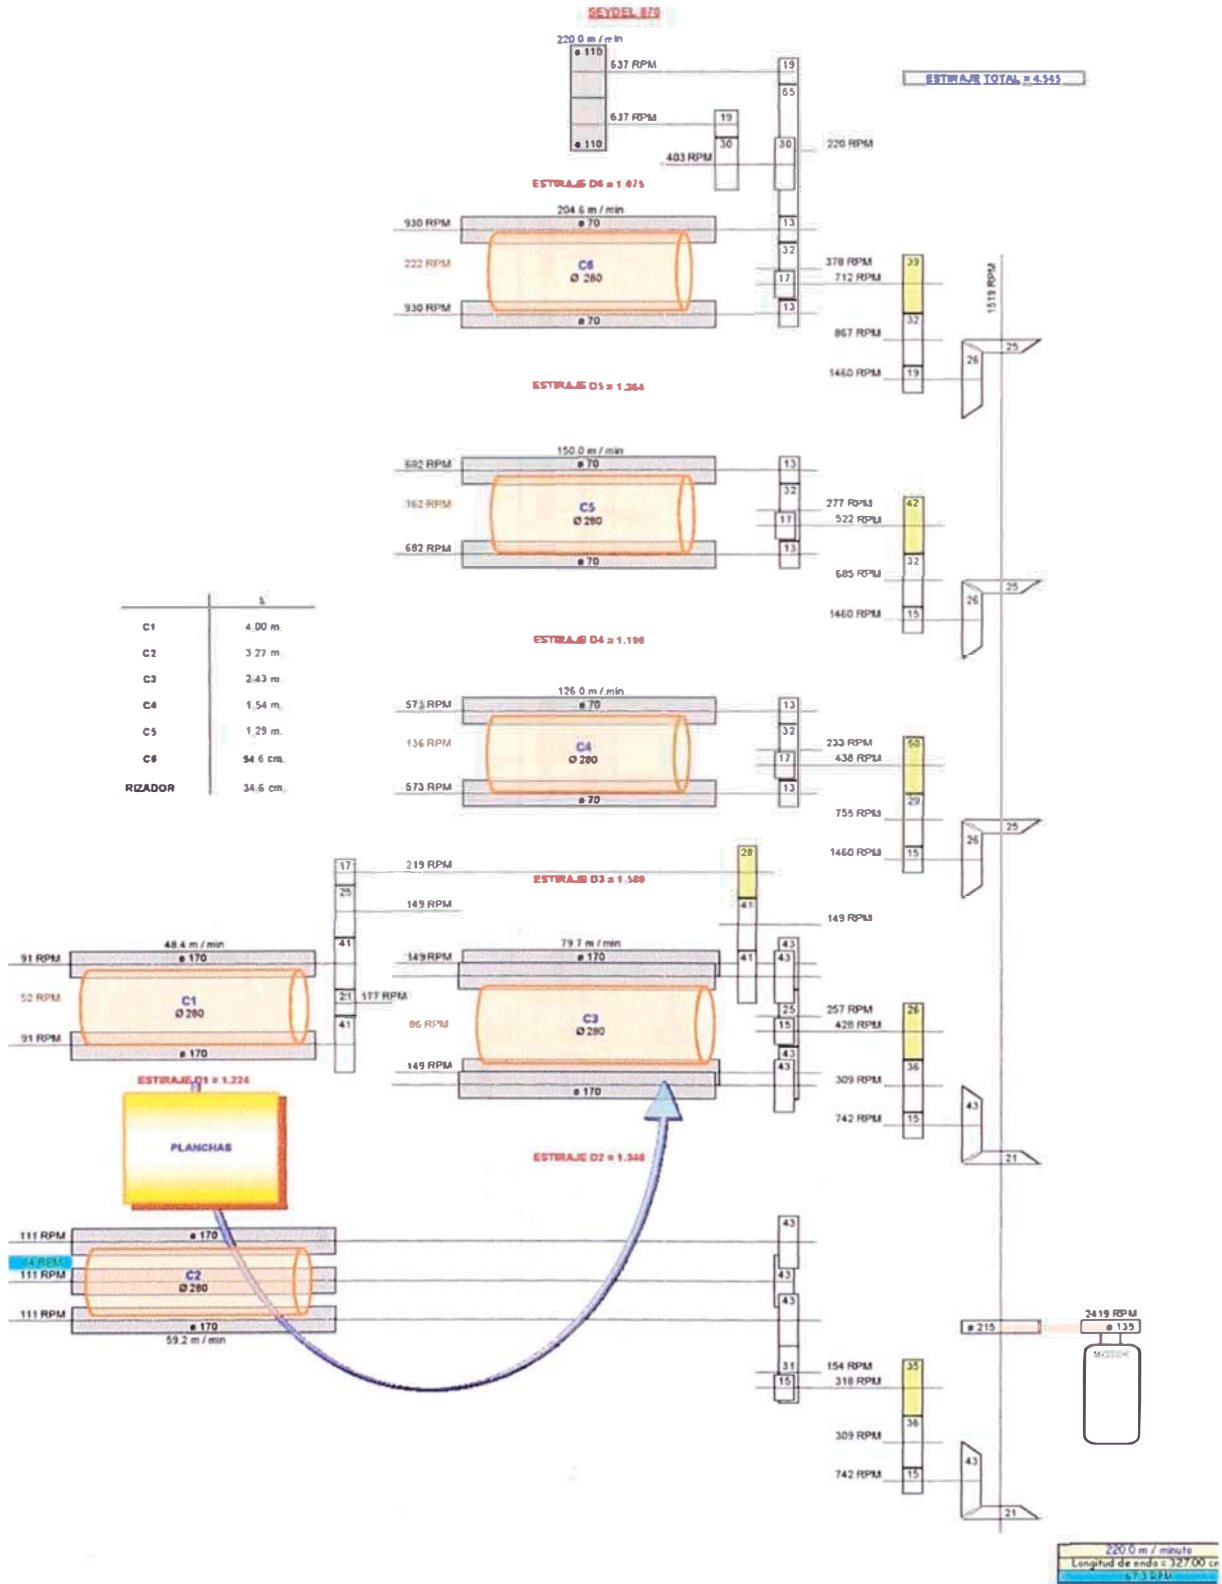 SEYDEL 870
220.0 m / min
ø 110
637 RPM
19
65
ESTIRAJE TOTAL = 4.545
637 RPM
19
ø 110
30
30
220 RPM
403 RPM
ESTIRAJE D6 = 1.075
204.6 m / min
930 RPM
ø 70
13
32
222 RPM
C6
Ø 280
378 RPM
39
17
712 RPM
930 RPM
ø 70
13
32
1519 RPM
867 RPM
25
26
1460 RPM
19
ESTIRAJE D5 = 1.364
150.0 m / min
682 RPM
ø 70
13
32
162 RPM
C5
Ø 280
277 RPM
42
17
522 RPM
682 RPM
ø 70
13
32
685 RPM
25
26
1460 RPM
15
C1 4.00 m.
C2 3.27 m.
C3 2.43 m.
C4 1.54 m.
C5 1.29 m.
C6 94.6 cm.
RIZADOR 34.6 cm.
ESTIRAJE D4 = 1.190
126.0 m / min
573 RPM
ø 70
13
32
136 RPM
C4
Ø 280
233 RPM
50
17
438 RPM
573 RPM
ø 70
13
29
755 RPM
25
26
1460 RPM
15
17
219 RPM
28
ESTIRAJE D3 = 1.580
149 RPM
41
149 RPM
48.4 m / min
91 RPM
ø 170
41
52 RPM
C1
Ø 280
21
177 RPM
91 RPM
ø 170
41
79.7 m / min
149 RPM
ø 170
41
43
43
86 RPM
C3
Ø 280
25
257 RPM
26
15
428 RPM
149 RPM
ø 170
43
43
36
309 RPM
43
742 RPM
15
21
ESTIRAJE D1 = 1.224
PLANCHAS
ESTIRAJE D2 = 1.346
111 RPM
ø 170
43
111 RPM
C2
Ø 280
43
111 RPM
ø 170
43
59.2 m / min
31
154 RPM
35
15
318 RPM
36
309 RPM
43
742 RPM
15
21
2419 RPM
ø 215
ø 135
MOTOR
220.0 m / minuto
Longitud de onda = 327.00 cm
67.3 RPM